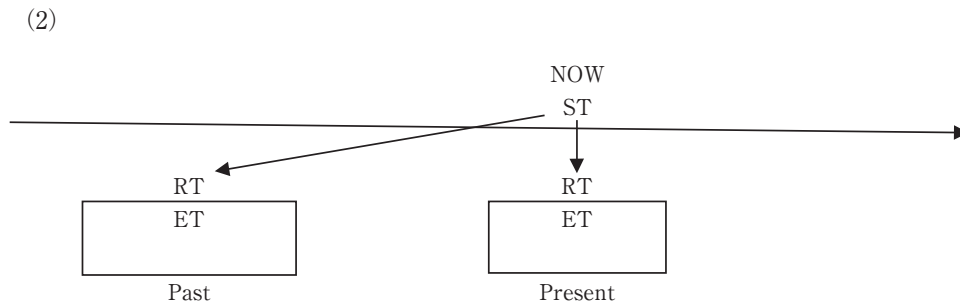 (2)
NOW
ST
RT RT
ET ET
Past Present